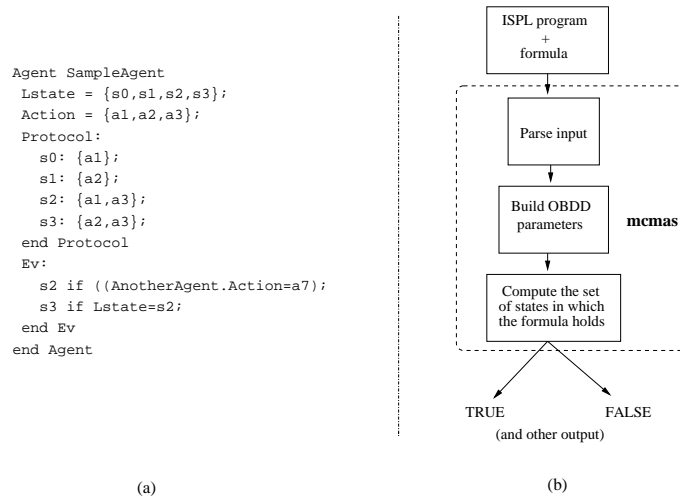 Agent SampleAgent
Lstate = {s0,s1,s2,s3};
Action = {a1,a2,a3};
Protocol:
s0: {a1};
s1: {a2};
s2: {a1,a3};
s3: {a2,a3};
end Protocol
Ev:
s2 if ((AnotherAgent.Action=a7);
s3 if Lstate=s2;
end Ev
end Agent
(a)
ISPL program
+
formula
Parse input
Build OBDD
parameters
mcmas
Compute the set
of states in which
the formula holds
TRUE
FALSE
(and other output)
(b)